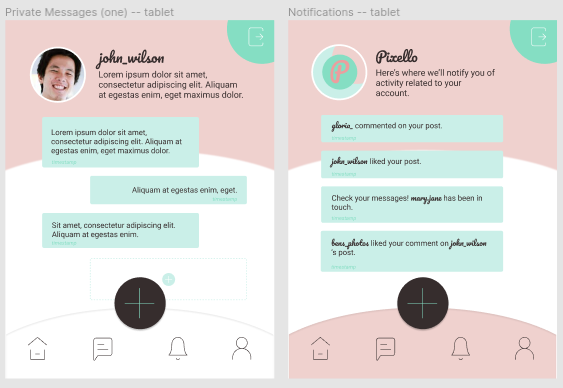 Private Messages (one) -- tablet
john_wilson
Lorem ipsum dolor sit amet,
consectetur adipiscing elit. Aliquam
at egestas enim, eget maximus dolor.
Lorem ipsum dolor sit amet,
consectetur adipiscing elit. Aliquam at
egestas enim, eget maximus dolor.
timestamp
Aliquam at egestas enim, eget.
timestamp
Sit amet, consectetur adipiscing elit.
Aliquam at egestas enim.
timestamp
Notifications -- tablet
P
Pixello
Here's where we'll notify you of
activity related to your
account.
gloria_ commented on your post.
timestamp
john_wilson liked your post.
timestamp
Check your messages! maryjane has been in
touch.
timestamp
bens_photos liked your comment on john_wilson
's post.
timestamp